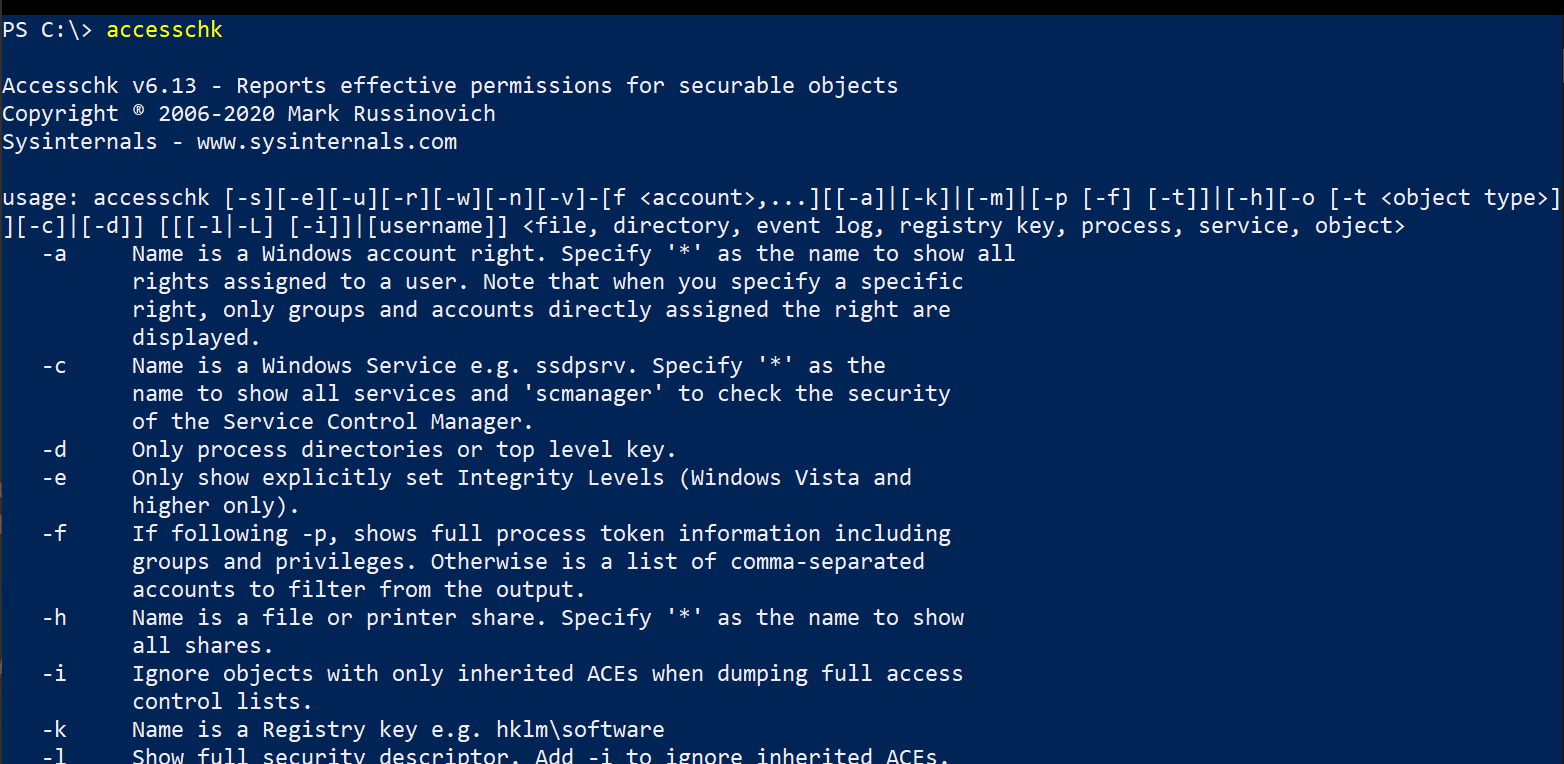 PS C:\> accesschk
Accesschk v6.13 - Reports effective permissions for securable objects
Copyright ® 2006-2020 Mark Russinovich
Sysinternals - www.sysinternals.com
usage: accesschk [-s][-e][-u][-r][-w][-n][-v]-[f <account>,...][[-a]|[-k]|[-m]|[-p [-f] [-t]]|[-h][-o [-t <object type>]
][-c]|[-d]] [[[-l|-L] [-i]]|[username]] <file, directory, event log, registry key, process, service, object>
-a Name is a Windows account right. Specify '*' as the name to show all
rights assigned to a user. Note that when you specify a specific
right, only groups and accounts directly assigned the right are
displayed.
-c Name is a Windows Service e.g. ssdpsrv. Specify '*' as the
name to show all services and 'scmanager' to check the security
of the Service Control Manager.
-d Only process directories or top level key.
-e Only show explicitly set Integrity Levels (Windows Vista and
higher only).
-f If following -p, shows full process token information including
groups and privileges. Otherwise is a list of comma-separated
accounts to filter from the output.
-h Name is a file or printer share. Specify '*' as the name to show
all shares.
-i Ignore objects with only inherited ACEs when dumping full access
control lists.
-k Name is a Registry key e.g. hklm\software
-l Show full security descriptor. Add -i to ignore inherited ACEs.